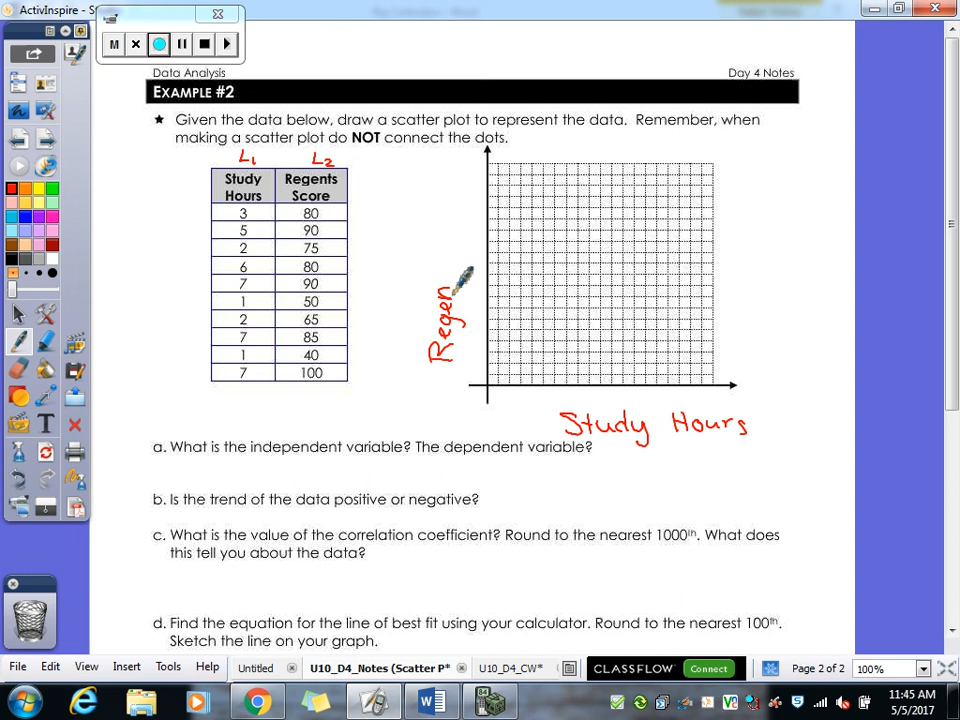 ActivInspire - St
M
Data Analysis
Day 4 Notes
EXAMPLE #2
★ Given the data below, draw a scatter plot to represent the data. Remember, when
making a scatter plot do NOT connect the dots.
L1 L2
Study Hours Regents Score
3 80
5 90
2 75
6 80
7 90
1 50
2 65
7 85
1 40
7 100
Regen
Study Hours
a. What is the independent variable? The dependent variable?
b. Is the trend of the data positive or negative?
c. What is the value of the correlation coefficient? Round to the nearest 1000th. What does
this tell you about the data?
d. Find the equation for the line of best fit using your calculator. Round to the nearest 100th.
Sketch the line on your graph.
File Edit View Insert Tools Help Untitled U10_D4_Notes (Scatter P* U10_D4_CW* CLASSFLOW Connect Page 2 of 2 100%
11:45 AM
5/5/2017